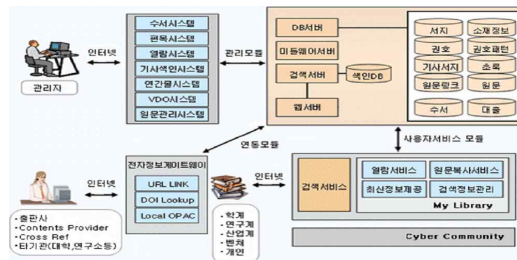 관리자
인터넷
수서시스템
편목시스템
열람시스템
기사색인시스템
연간물시스템
VDO시스템
원문관리시스템
관리모듈
DB서버
미들웨어서버
검색서버
색인DB
웹서버
서지
소재정보
권호
권호패턴
기사서지
초록
원문링크
원문
수서
대출
연동모듈
사용자서비스 모듈
인터넷
전자정보게이트웨이
URL LINK
DOI Lookup
Local OPAC
인터넷
•출판사
•Contents Provider
•Cross Ref
•타기관(대학,연구소등)
•학계
•연구계
•산업계
•벤처
•개인
검색서비스
열람서비스
원문복사서비스
최신정보제공
검색정보관리
My Library
Cyber Community